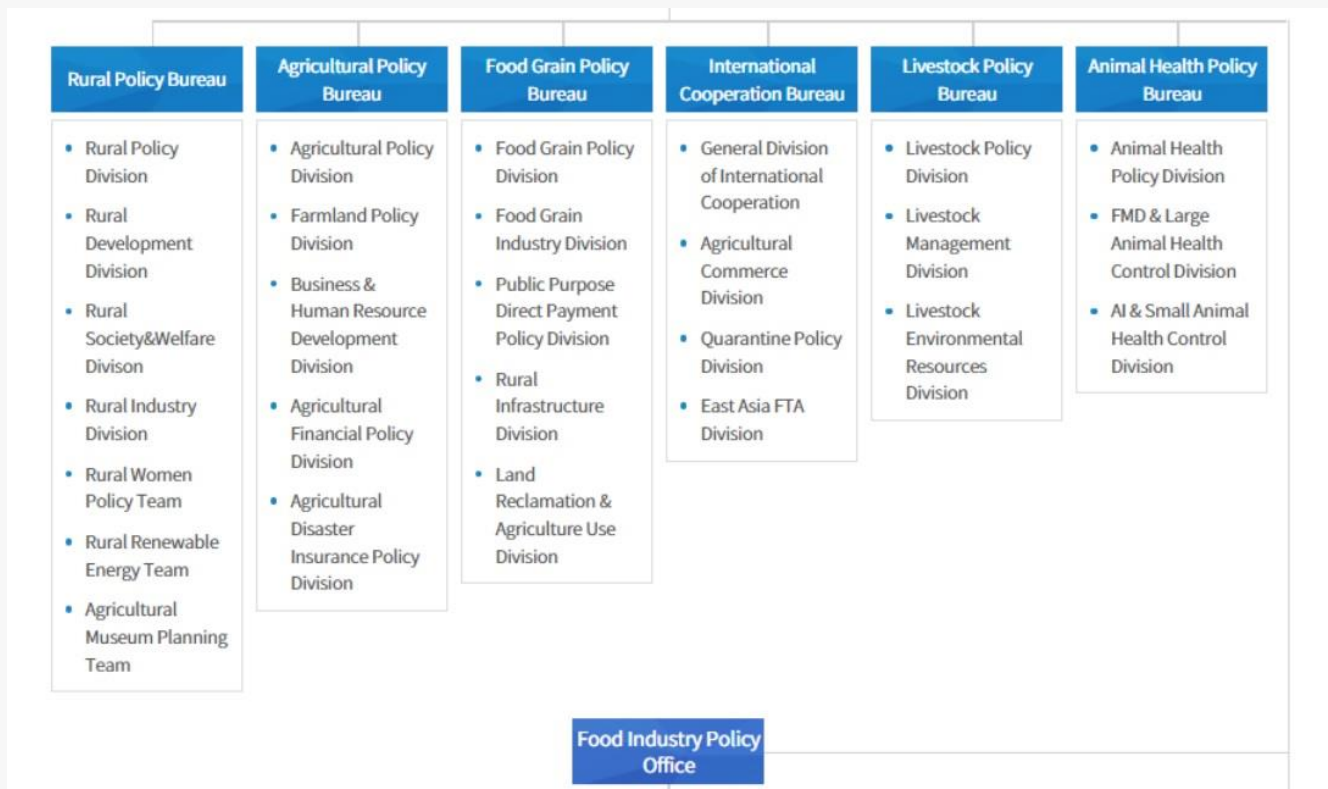 Rural Policy Bureau
Rural Policy
Division
Rural
Development
Division
Rural
Society&Welfare
Divison
Rural Industry
Division
Rural Women
Policy Team
Rural Renewable
Energy Team
Agricultural
Museum Planning
Team
Agricultural Policy
Bureau
Agricultural Policy
Division
Farmland Policy
Division
Business &
Human Resource
Development
Division
Agricultural
Financial Policy
Division
Agricultural
Disaster
Insurance Policy
Division
Food Grain Policy
Bureau
Food Grain Policy
Division
Food Grain
Industry Division
Public Purpose
Direct Payment
Policy Division
Rural
Infrastructure
Division
Land
Reclamation &
Agriculture Use
Division
International
Cooperation Bureau
General Division
of International
Cooperation
Agricultural
Commerce
Division
Quarantine Policy
Division
East Asia FTA
Division
Livestock Policy
Bureau
Livestock Policy
Division
Livestock
Management
Division
Livestock
Environmental
Resources
Division
Animal Health Policy
Bureau
Animal Health
Policy Division
FMD & Large
Animal Health
Control Division
AI & Small Animal
Health Control
Division
Food Industry Policy
Office